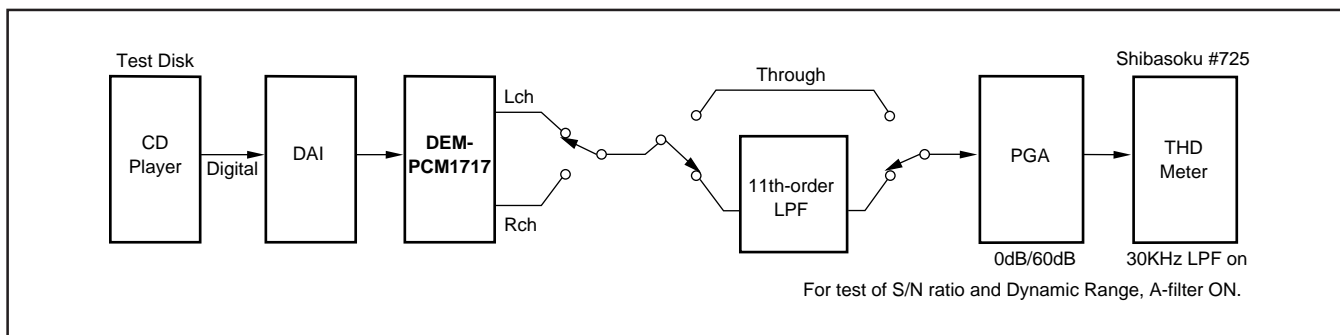 Test Disk
CD
Player
Digital
DAI
DEM-
PCM1717
Lch
Rch
Through
11th-order
LPF
PGA
0dB/60dB
Shibasoku #725
THD
Meter
30KHz LPF on
For test of S/N ratio and Dynamic Range, A-filter ON.